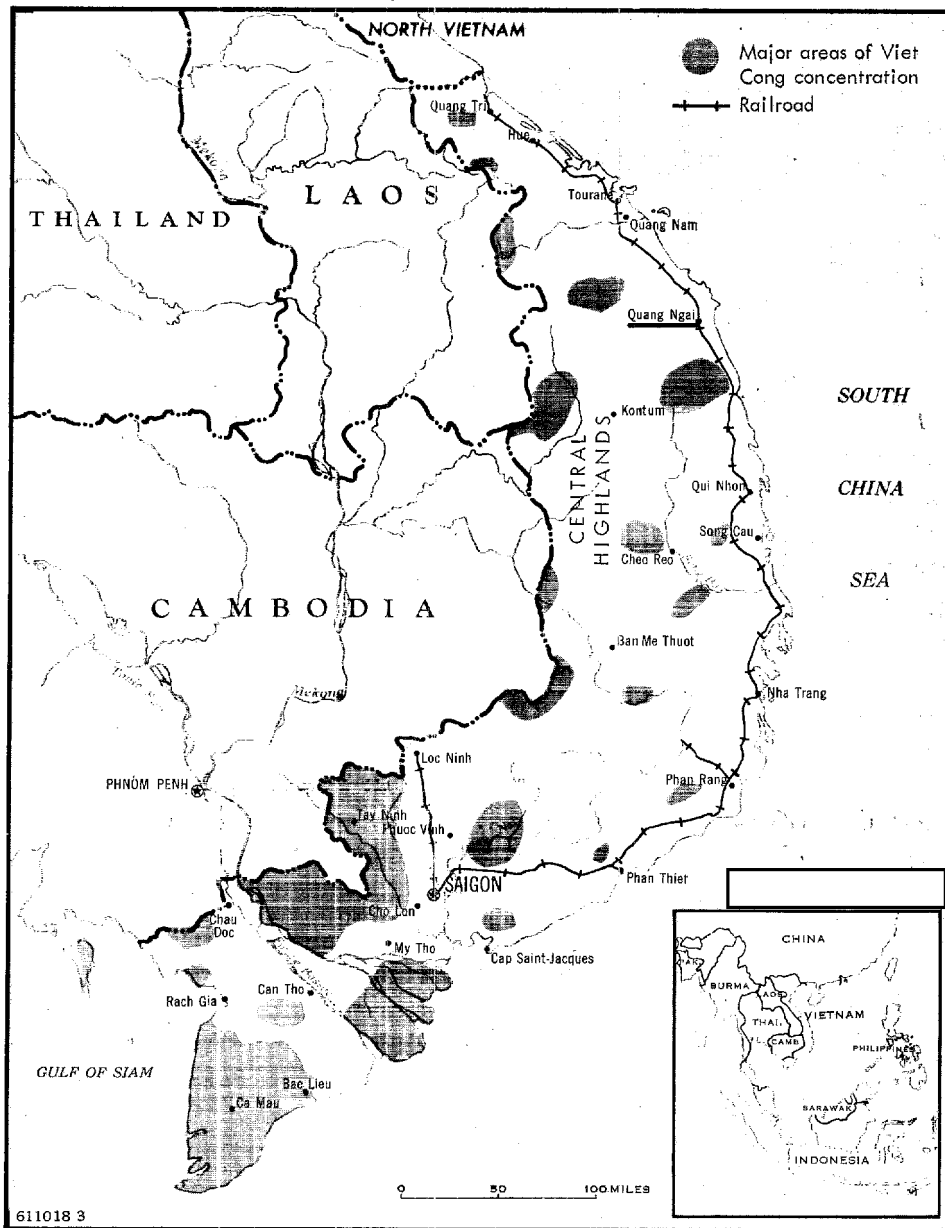 NORTH VIETNAM
Major areas of Viet
Cong concentration
Railroad
Quang Tri
Hue
Mekong
LAOS
THAILAND
Tourane
Quang Nam
Quang Ngai
SOUTH
CHINA
SEA
Kontum
CENTRAL
HIGHLANDS
Qui Nhon
Song Cau
Cheo Reo
CAMBODIA
Ban Me Thuot
Mekong
Nha Trang
Loc Ninh
PHNÔM PENH
Phan Rang
Tay Ninh
Phuoc Vinh
SAIGON
Phan Thiet
Cho Lon
Chau
Doc
My Tho
Cap Saint-Jacques
Can Tho
Rach Gia
GULF OF SIAM
Bac Lieu
Ca Mau
0 50 100 MILES
611018 3
CHINA
BURMA
LAOS
VIETNAM
THAI.
CAMB
PHILIPPINES
SARAWAK
INDONESIA